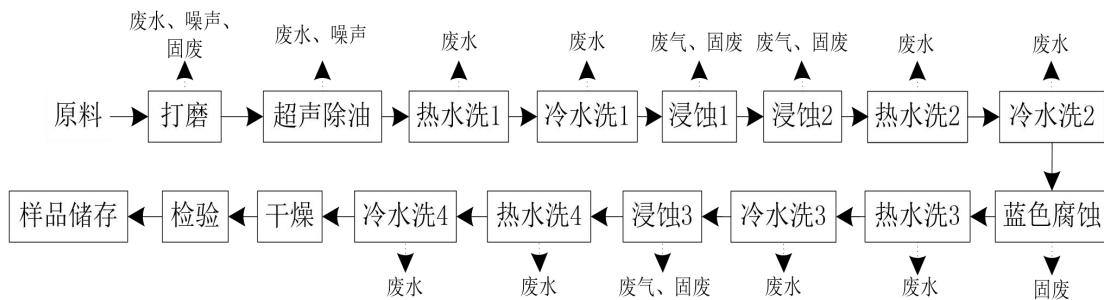 废水、噪声、
固废
废水、噪声
废水
废水
废气、固废
废气、固废
废水
废水
原料
打磨
超声除油
热水洗1
冷水洗1
浸蚀1
浸蚀2
热水洗2
冷水洗2
样品储存
检验
干燥
冷水洗4
热水洗4
浸蚀3
冷水洗3
热水洗3
蓝色腐蚀
废水
废水
废气、固废
废水
废水
固废